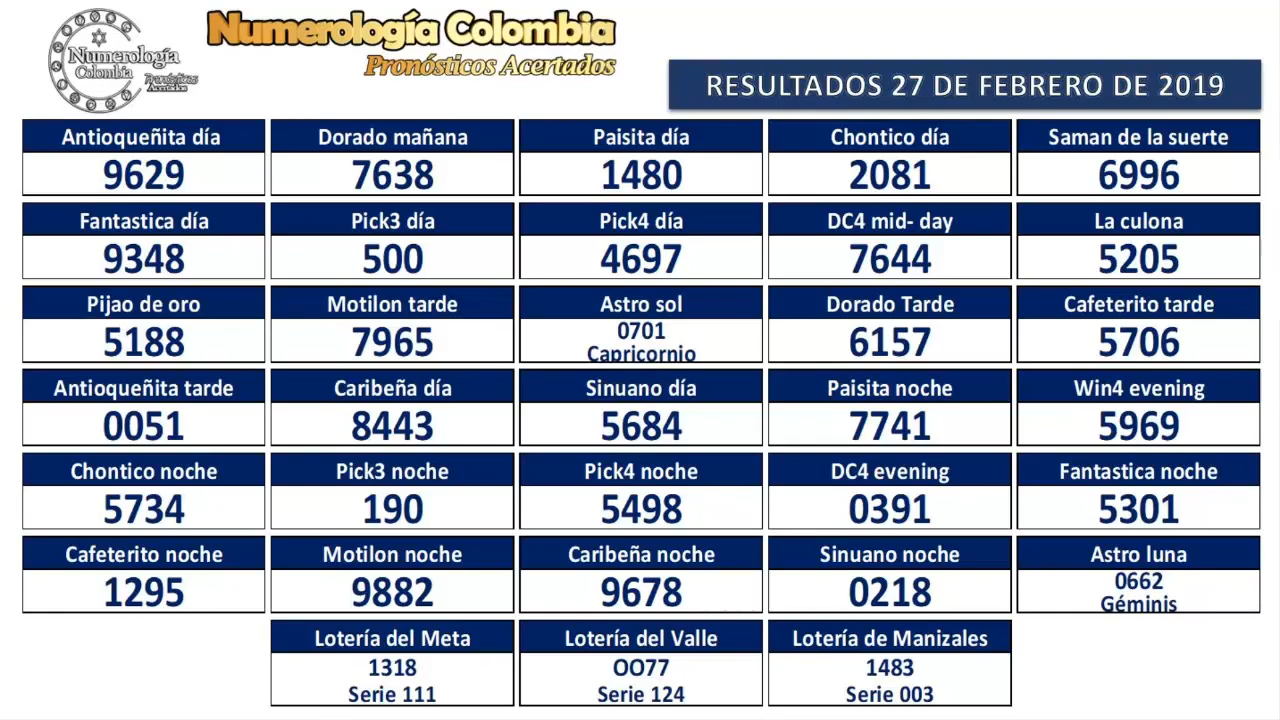 Numerología
Colombia
Pronósticos
Acertados
Numerología Colombia
Pronósticos Acertados
RESULTADOS 27 DE FEBRERO DE 2019
Antioqueñita día
9629
Dorado mañana
7638
Paisita día
1480
Chontico día
2081
Saman de la suerte
6996
Fantastica día
9348
Pick3 día
500
Pick4 día
4697
DC4 mid- day
7644
La culona
5205
Pijao de oro
5188
Motilon tarde
7965
Astro sol
0701
Capricornio
Dorado Tarde
6157
Cafeterito tarde
5706
Antioqueñita tarde
0051
Caribeña día
8443
Sinuano día
5684
Paisita noche
7741
Win4 evening
5969
Chontico noche
5734
Pick3 noche
190
Pick4 noche
5498
DC4 evening
0391
Fantastica noche
5301
Cafeterito noche
1295
Motilon noche
9882
Caribeña noche
9678
Sinuano noche
0218
Astro luna
0662
Géminis
Lotería del Meta
1318
Serie 111
Lotería del Valle
OO77
Serie 124
Lotería de Manizales
1483
Serie 003